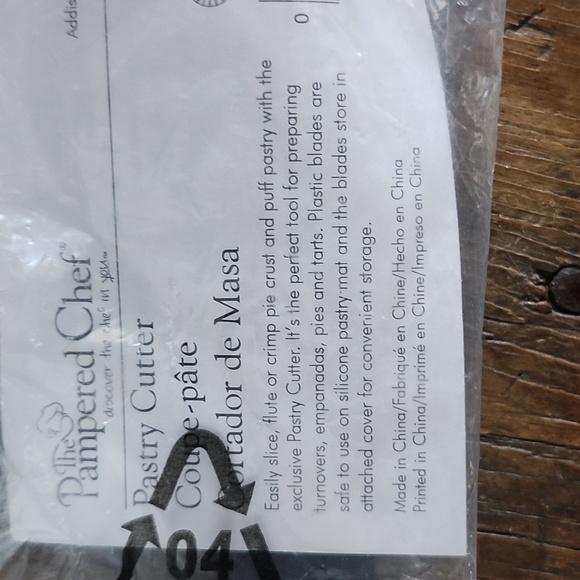 The
Pampered Chef
discover the chef in you
Addis
Pastry Cutter
Coupe-pâte
Cortador de Masa
Easily slice, flute or crimp pie crust and puff pastry with the
exclusive Pastry Cutter. It's the perfect tool for preparing
turnovers, empanadas, pies and tarts. Plastic blades are
safe to use on silicone pastry mat and the blades store in
attached cover for convenient storage.
Made in China/Fabriqué en Chine/Hecho en China
Printed in China/Imprimé en Chine/Impreso en China
0
04